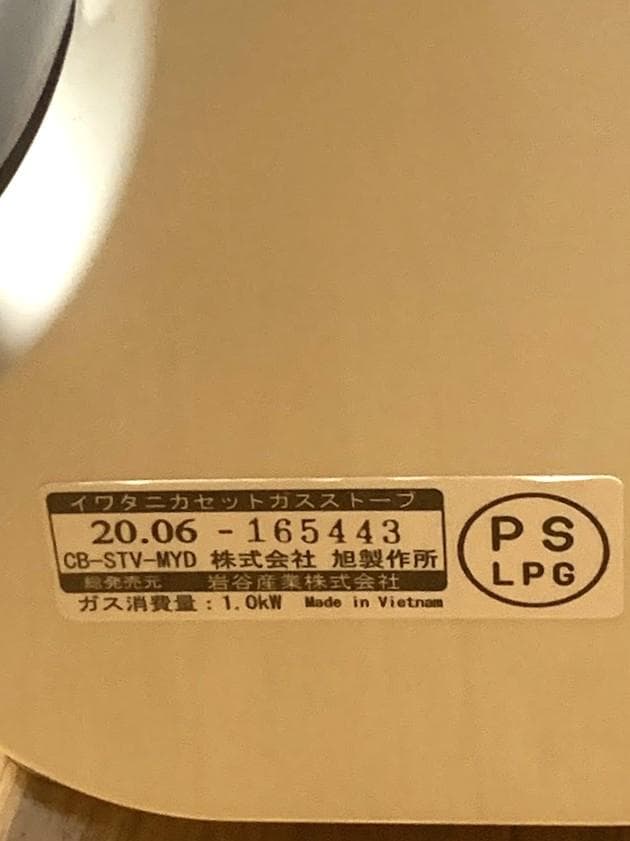 イワタニカセットガスストーブ
20.06 -165443
CB-STV-MYD 株式会社 旭製作所
総発売元 岩谷産業株式会社
ガス消費量：1.0kW Made in Vietnam
PS
LPG